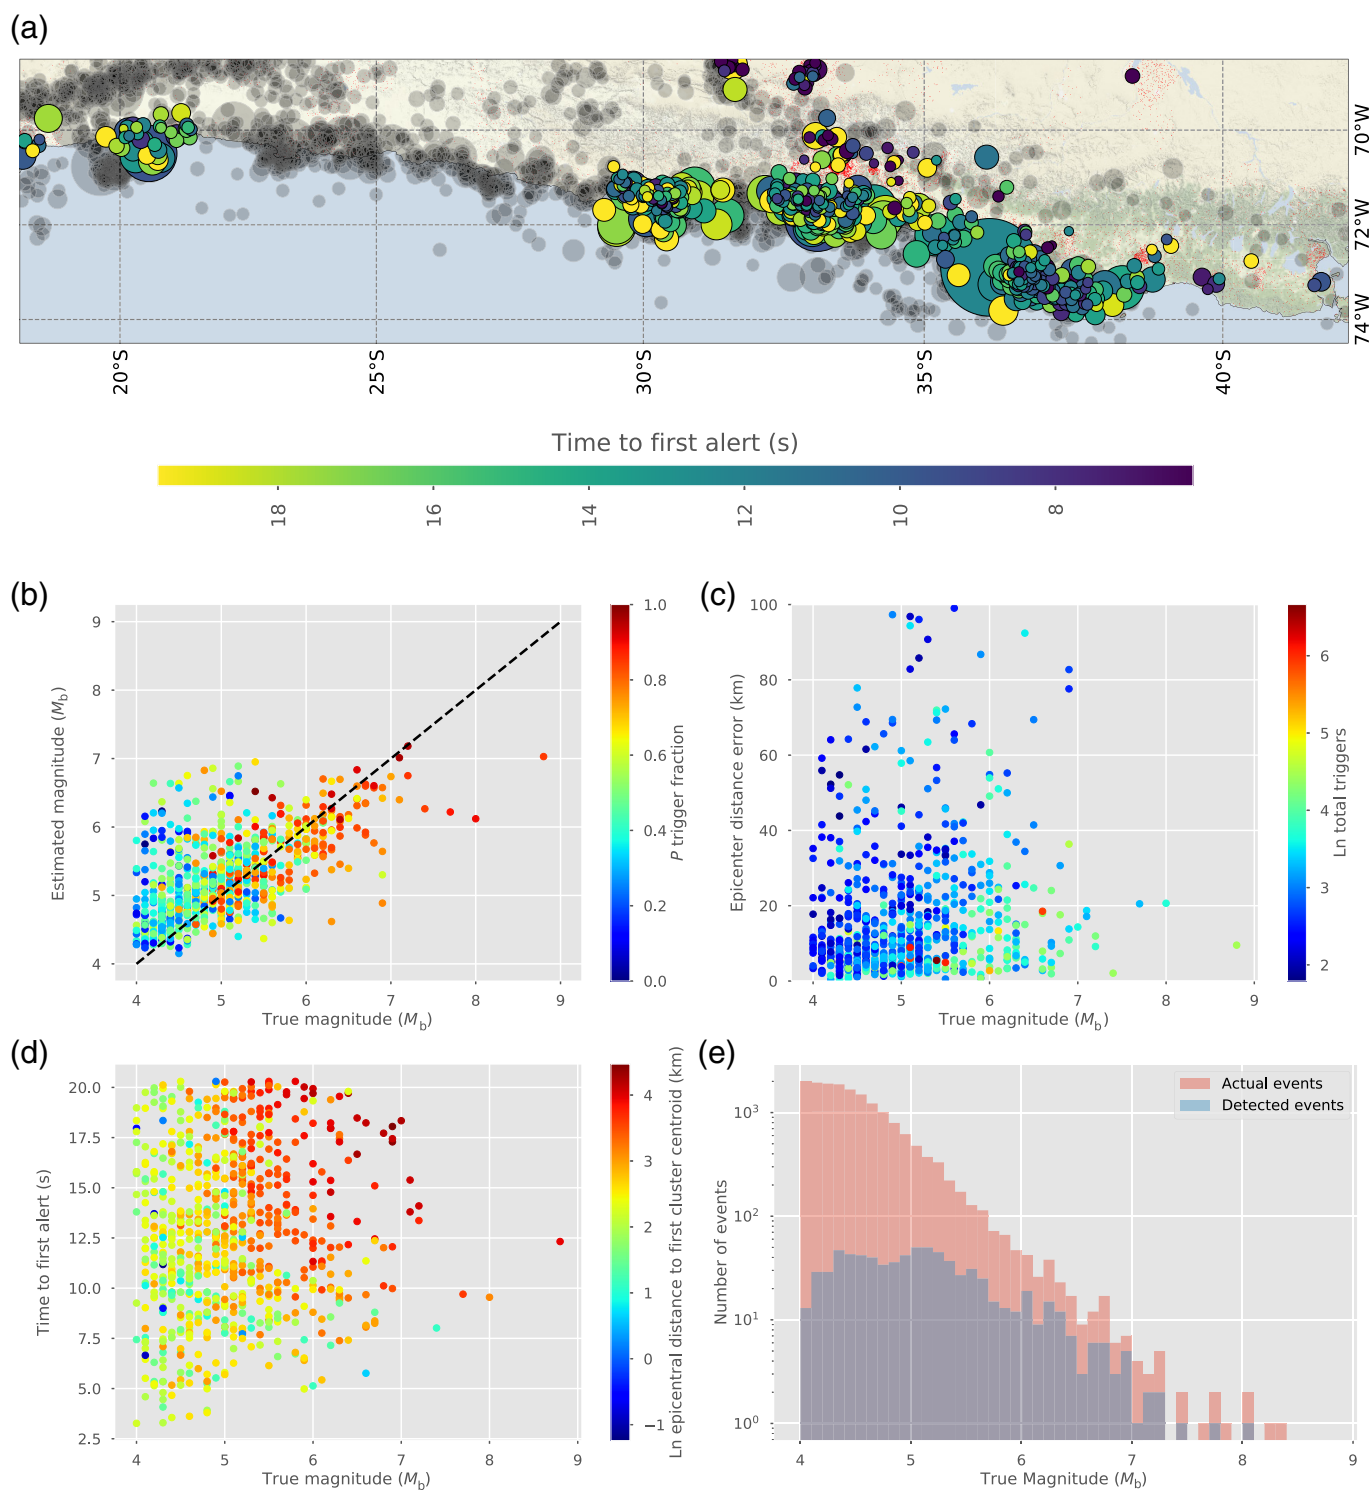 (a)
70°W
72°W
74°W
20°S
25°S
30°S
35°S
40°S
Time to first alert (s)
18
16
14
12
10
8
(b)
9
8
7
6
5
4
Estimated magnitude (Mb)
4
5
6
7
8
9
True magnitude (Mb)
1.0
0.8
0.6
0.4
0.2
0.0
P trigger fraction
(c)
100
80
60
40
20
0
Epicenter distance error (km)
4
5
6
7
8
9
True magnitude (Mb)
6
5
4
3
2
Ln total triggers
(d)
20.0
17.5
15.0
12.5
10.0
7.5
5.0
2.5
Time to first alert (s)
4
5
6
7
8
9
True magnitude (Mb)
4
3
2
1
0
−1
Ln epicentral distance to first cluster centroid (km)
(e)
Actual events
Detected events
10³
10²
10¹
10⁰
Number of events
4
5
6
7
8
9
True Magnitude (Mb)